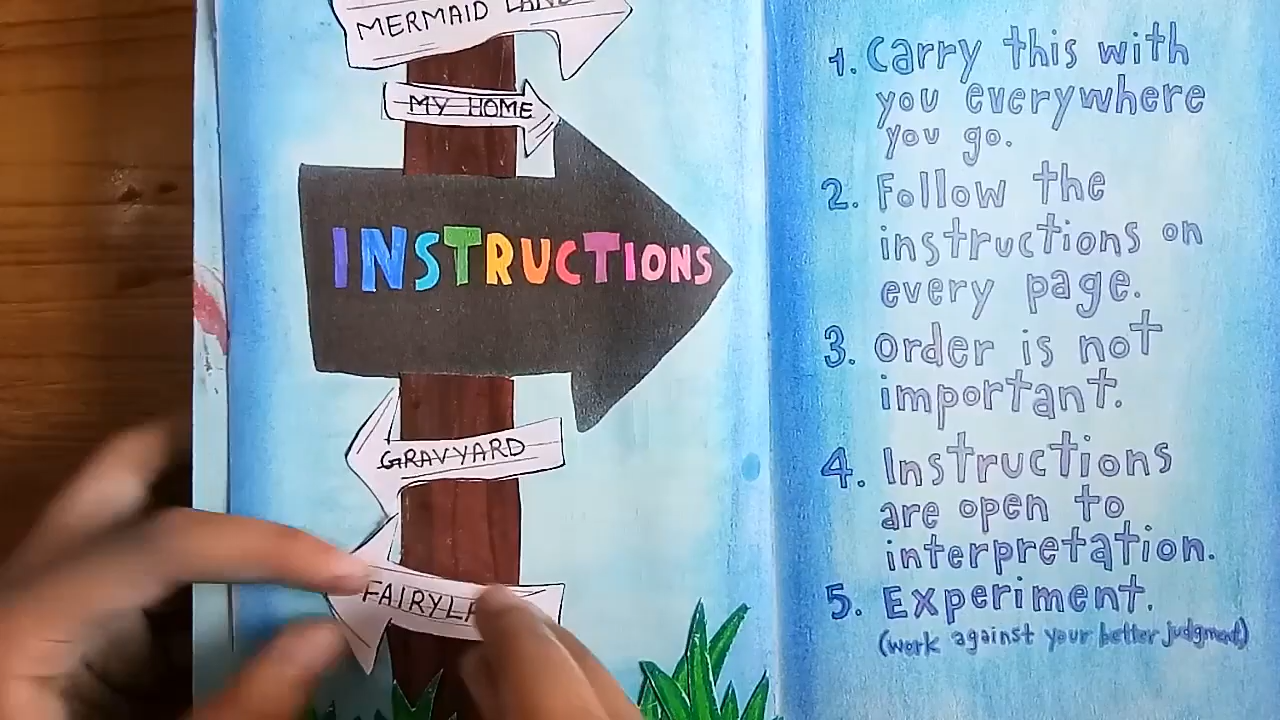 MERMAID LAND
MY HOME
INSTRUCTIONS
GRAVYARD
1. Carry this with
you everywhere
you go.
2. Follow the
instructions on
every page.
3. Order is not
important.
4. Instructions
are open to
interpretation.
5. Experiment.
(work against your better judgment)